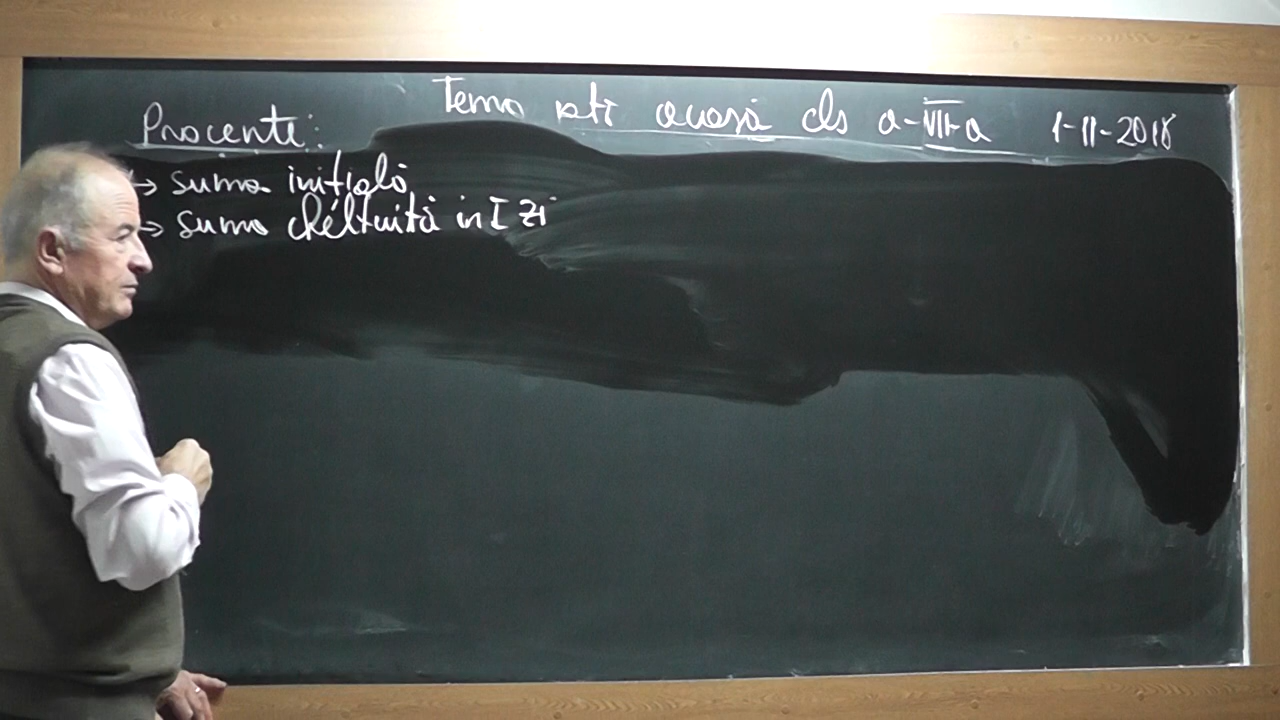 Tema ptr acasă cls a-VII-a 1-11-2018
Procente:
→ suma inițială
→ suma cheltuită in I zi